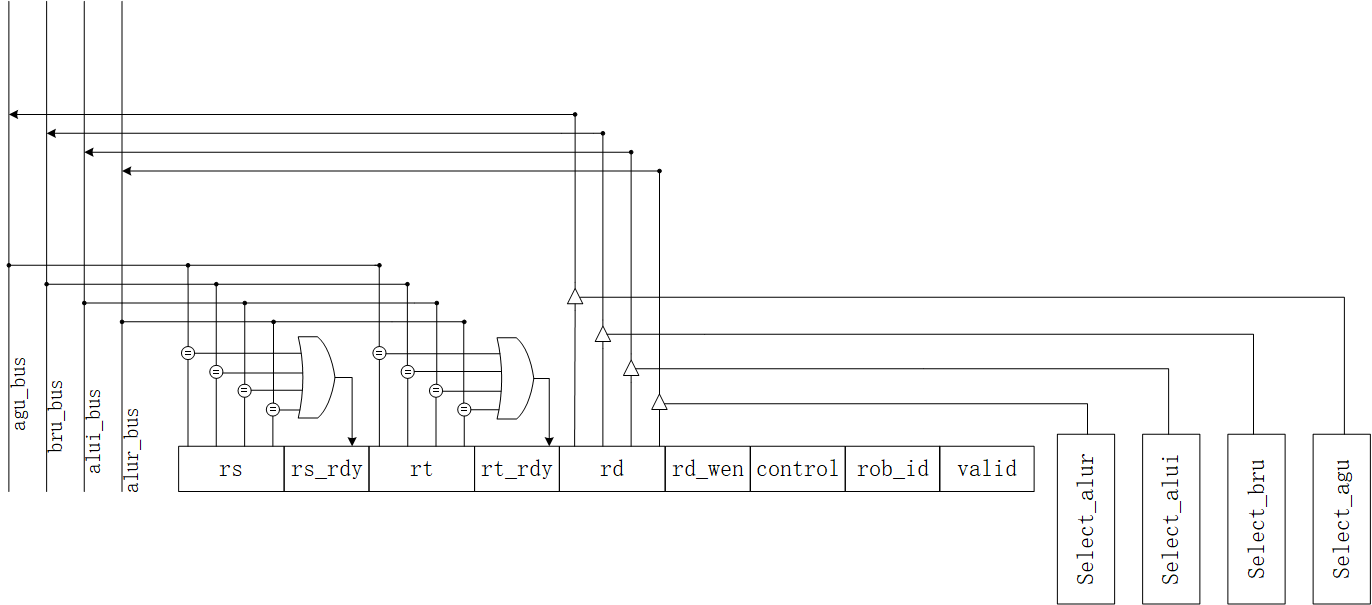 agu_bus
bru_bus
alui_bus
alur_bus
=
=
=
=
=
=
=
=
rs
rs_rdy
rt
rt_rdy
rd
rd_wen
control
rob_id
valid
Select_alur
Select_alui
Select_bru
Select_agu